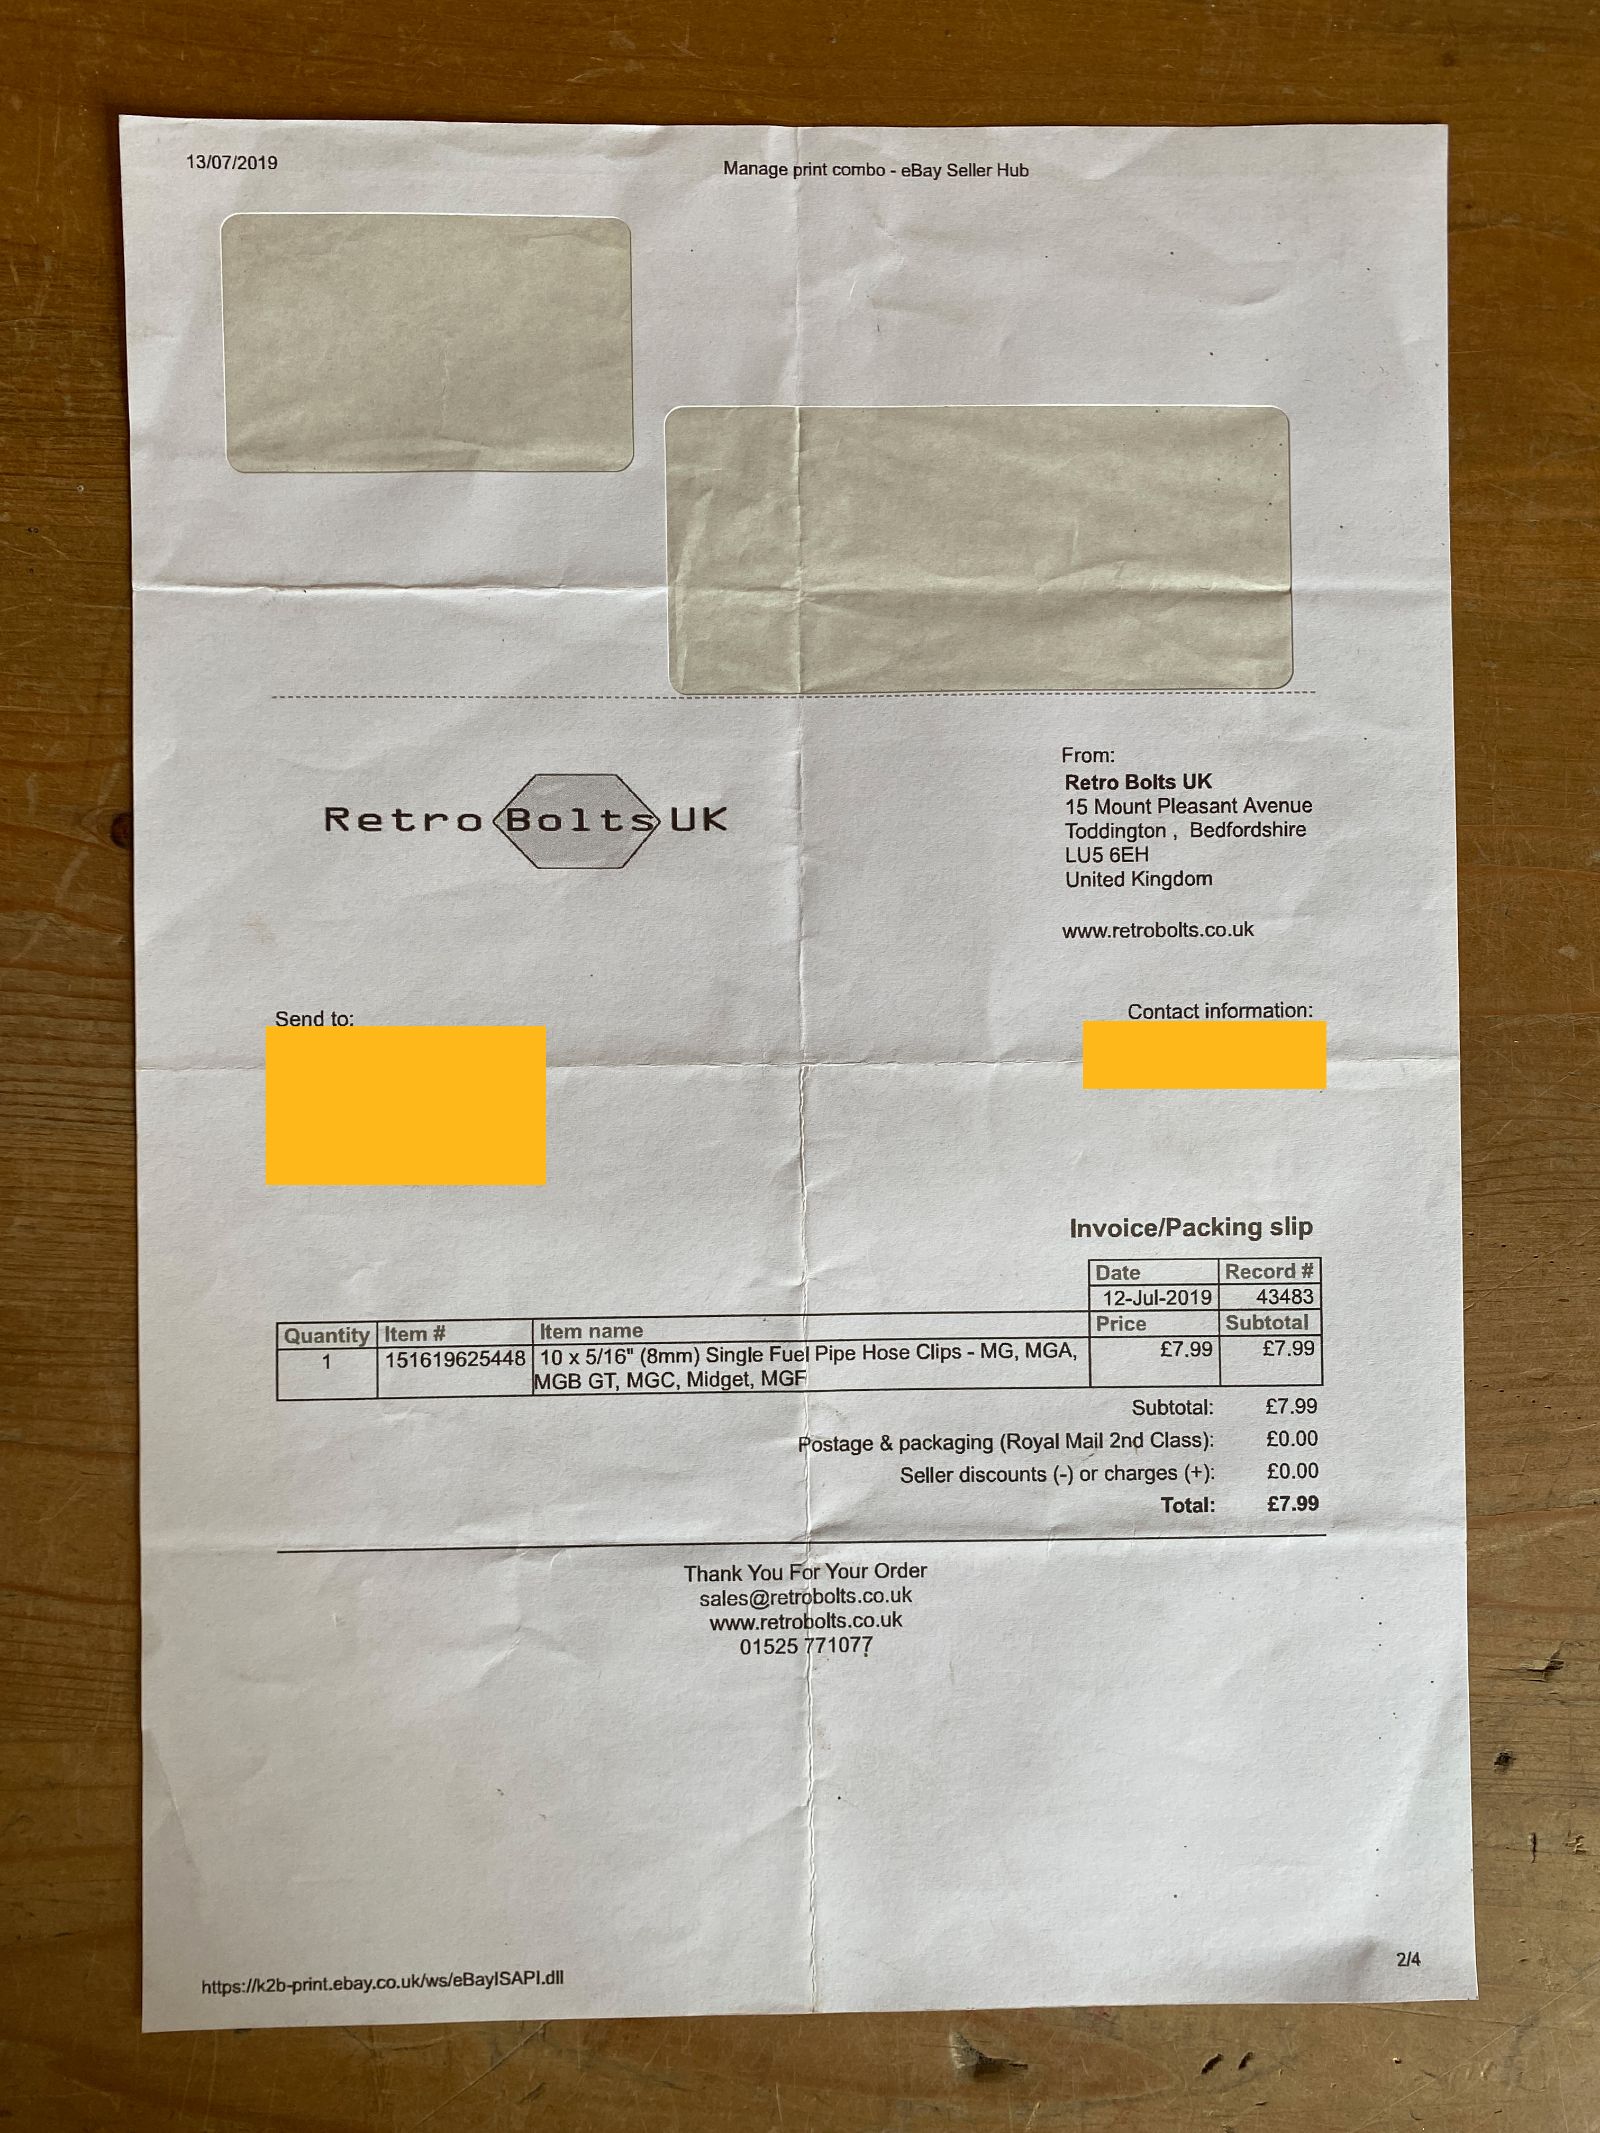 13/07/2019
Manage print combo - eBay Seller Hub
Retro Bolts UK
From:
Retro Bolts UK
15 Mount Pleasant Avenue
Toddington , Bedfordshire
LU5 6EH
United Kingdom
www.retrobolts.co.uk
Send to:
Contact information:
Invoice/Packing slip
Date Record #
12-Jul-2019 43483
Quantity Item # Item name Price Subtotal
1 151619625448 10 x 5/16" (8mm) Single Fuel Pipe Hose Clips - MG, MGA, £7.99 £7.99
MGB GT, MGC, Midget, MGF
Subtotal: £7.99
Postage & packaging (Royal Mail 2nd Class): £0.00
Seller discounts (-) or charges (+): £0.00
Total: £7.99
Thank You For Your Order
sales@retrobolts.co.uk
www.retrobolts.co.uk
01525 771077
https://k2b-print.ebay.co.uk/ws/eBayISAPI.dll
2/4